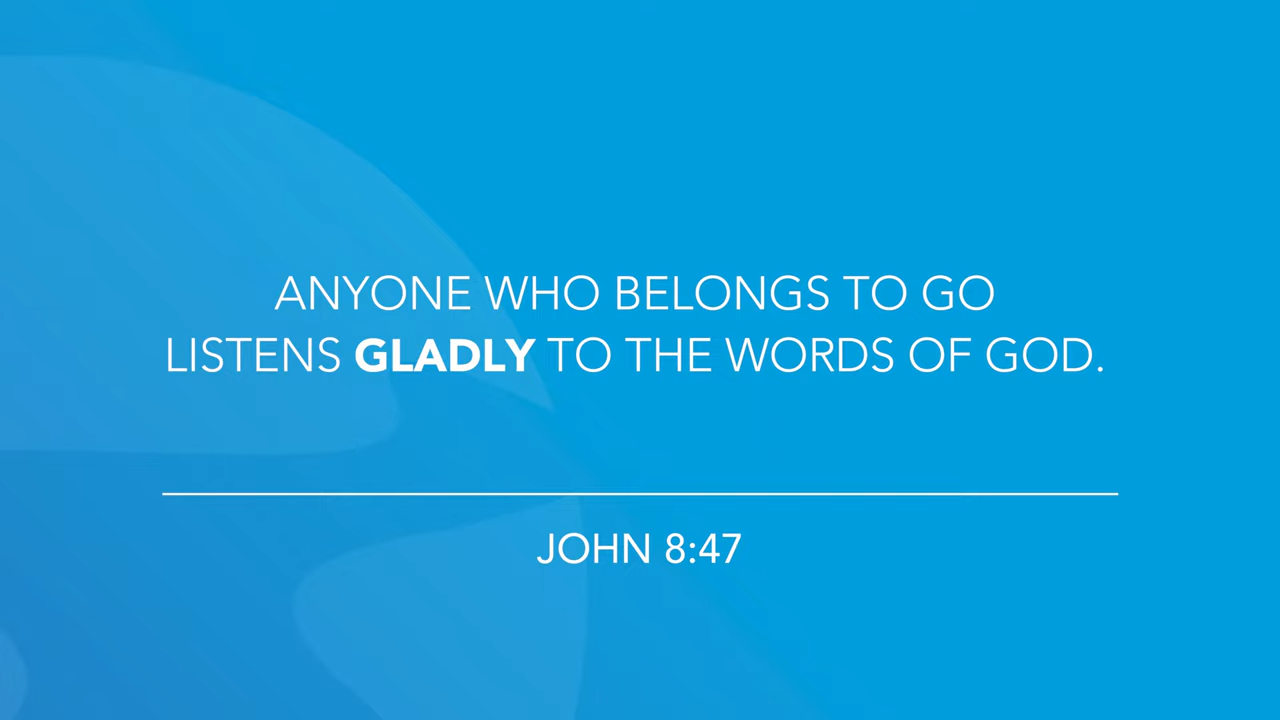 ANYONE WHO BELONGS TO GO
LISTENS GLADLY TO THE WORDS OF GOD.
JOHN 8:47